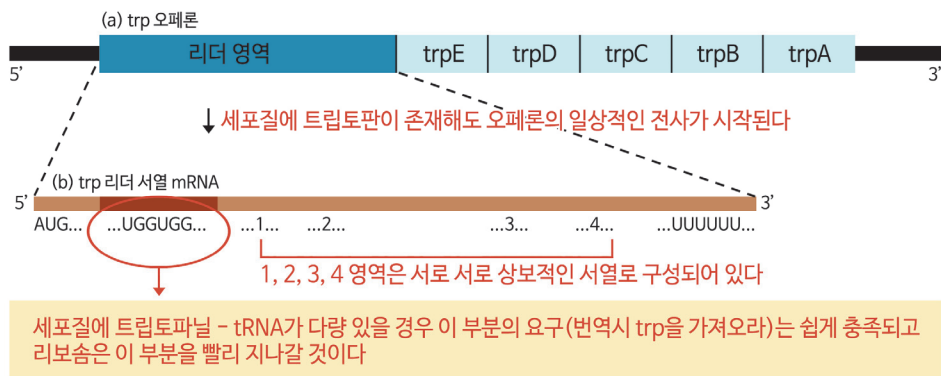 (a) trp 오페론
리더 영역 trpE trpD trpC trpB trpA
5' 3'
↓ 세포질에 트립토판이 존재해도 오페론의 일상적인 전사가 시작된다
(b) trp 리더 서열 mRNA
5' 3'
AUG... ...UGGUGG... ...1... ...2... ...3... ...4... ...UUUUUU...
1, 2, 3, 4 영역은 서로 서로 상보적인 서열로 구성되어 있다
세포질에 트립토파닐 – tRNA가 다량 있을 경우 이 부분의 요구(번역시 trp을 가져오라)는 쉽게 충족되고
리보솜은 이 부분을 빨리 지나갈 것이다